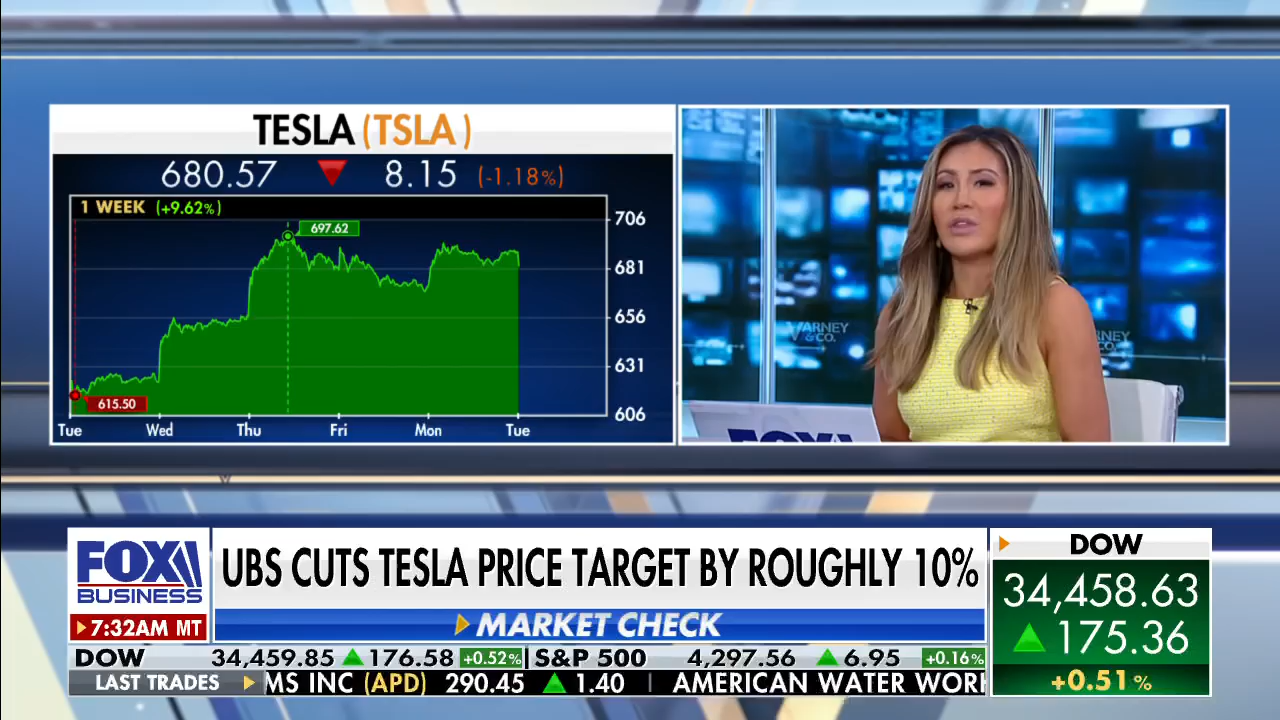 TESLA (TSLA )
680.57 ▼ 8.15 (-1.18%)
1 WEEK (+9.62%)
697.62
615.50
706
681
656
631
606
Tue Wed Thu Fri Mon Tue
VARNEY
&CO.
FOX
FOX
BUSINESS
7:32AM MT
UBS CUTS TESLA PRICE TARGET BY ROUGHLY 10%
MARKET CHECK
DOW
34,458.63
▲ 175.36
+0.51%
DOW 34,459.85 ▲ 176.58 +0.52% S&P 500 4,297.56 ▲ 6.95 +0.16%
LAST TRADES MS INC (APD) 290.45 ▲ 1.40 | AMERICAN WATER WOR